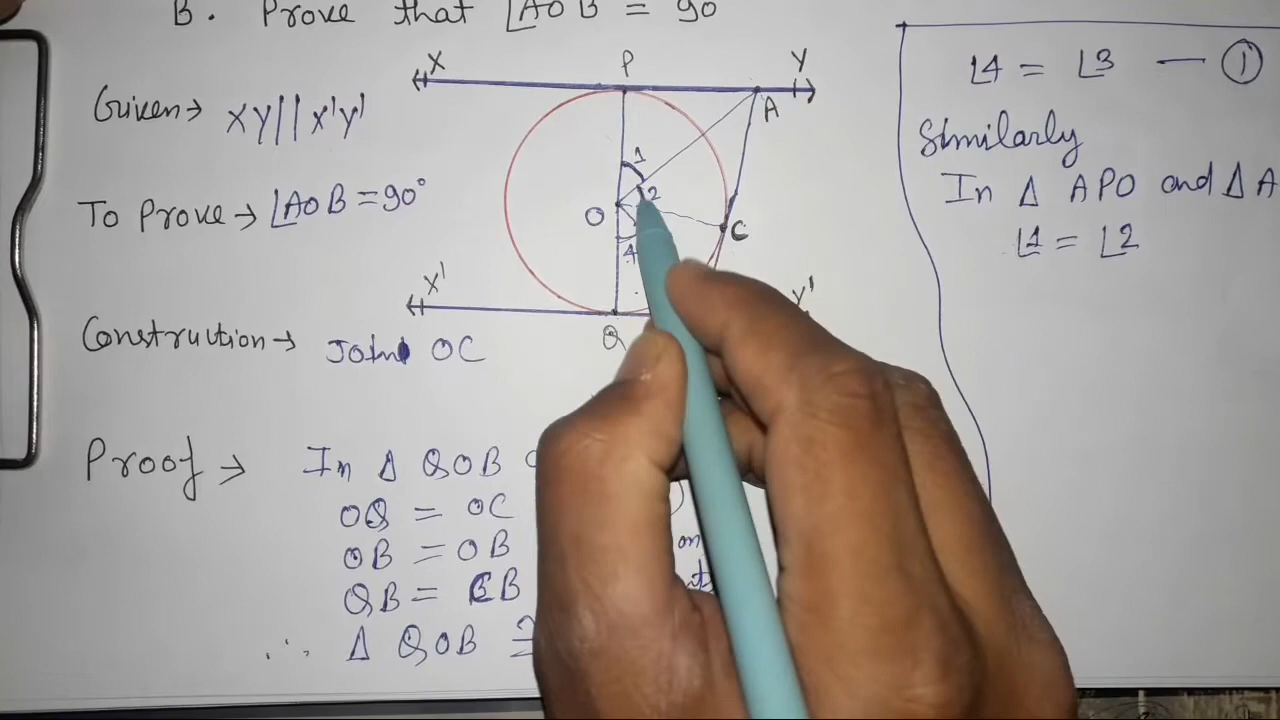 B. Prove that ∠AOB = 90
X P Y
A
Given→ XY||X'Y'
1
2
To Prove→ ∠AOB = 90°
O
C
4
X' Y'
Q
Construction→ Join OC
Proof→ In Δ QOB
OQ = OC
OB = OB
QB = CB
∴ Δ QOB ≅
∠4 = ∠3 — ①
Similarly
In Δ APO and Δ A
∠1 = ∠2